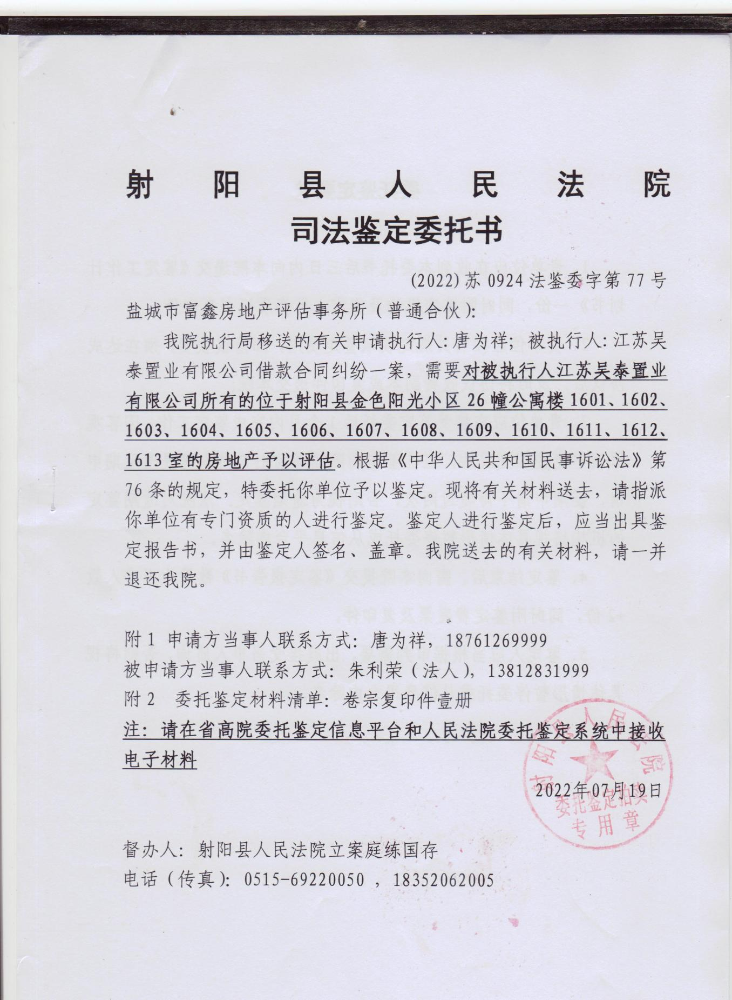 射阳县人民法院
司法鉴定委托书
(2022)苏 0924 法鉴委字第 77 号
盐城市富鑫房地产评估事务所（普通合伙）：
我院执行局移送的有关申请执行人：唐为祥；被执行人：江苏吴
泰置业有限公司借款合同纠纷一案，需要对被执行人江苏吴泰置业
有限公司所有的位于射阳县金色阳光小区 26 幢公寓楼 1601、1602、
1603、1604、1605、1606、1607、1608、1609、1610、1611、1612、
1613 室的房地产予以评估。根据《中华人民共和国民事诉讼法》第
76 条的规定，特委托你单位予以鉴定。现将有关材料送去，请指派
你单位有专门资质的人进行鉴定。鉴定人进行鉴定后，应当出具鉴
定报告书，并由鉴定人签名、盖章。我院送去的有关材料，请一并
退还我院。
附 1 申请方当事人联系方式：唐为祥，18761269999
被申请方当事人联系方式：朱利荣（法人），13812831999
附 2 委托鉴定材料清单：卷宗复印件壹册
注：请在省高院委托鉴定信息平台和人民法院委托鉴定系统中接收
电子材料
2022年07月19日
射阳县人民法院
委托鉴定拍卖
专用章
督办人：射阳县人民法院立案庭练国存
电话（传真）：0515-69220050 ，18352062005